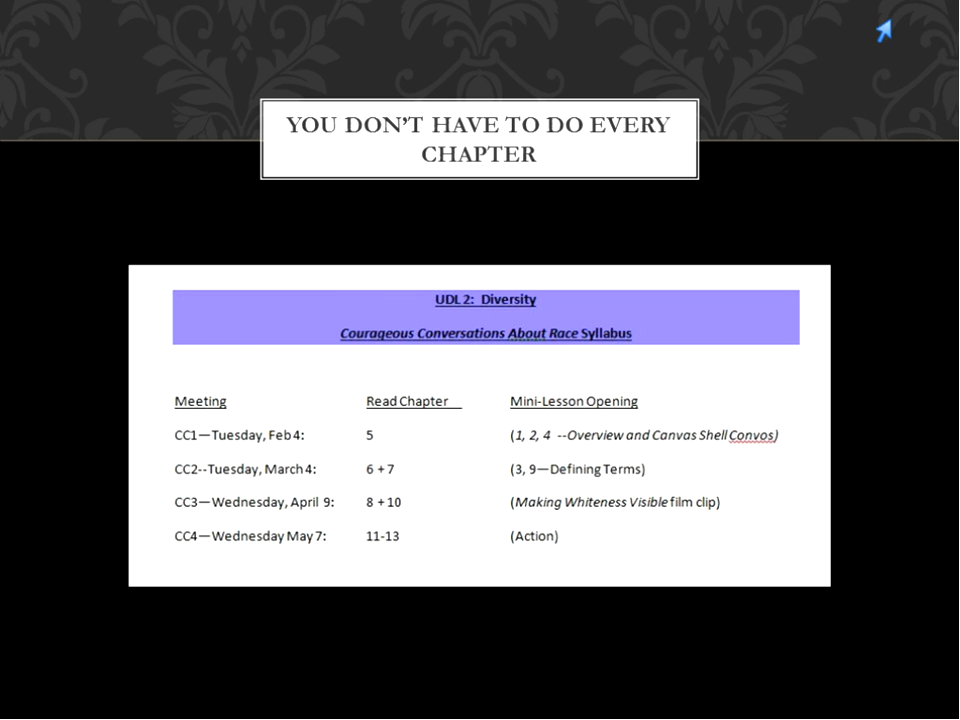 YOU DON'T HAVE TO DO EVERY
CHAPTER
UDL 2: Diversity
Courageous Conversations About Race Syllabus
Meeting Read Chapter Mini-Lesson Opening
CC1—Tuesday, Feb 4: 5 (1, 2, 4 --Overview and Canvas Shell Convos)
CC2--Tuesday, March 4: 6 + 7 (3, 9—Defining Terms)
CC3—Wednesday, April 9: 8 + 10 (Making Whiteness Visible film clip)
CC4—Wednesday May 7: 11-13 (Action)